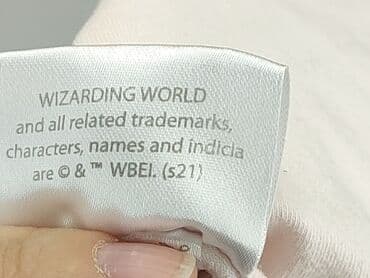 WIZARDING WORLD
and all related trademarks,
characters, names and indicia
are © & ™ WBEI. (s21)